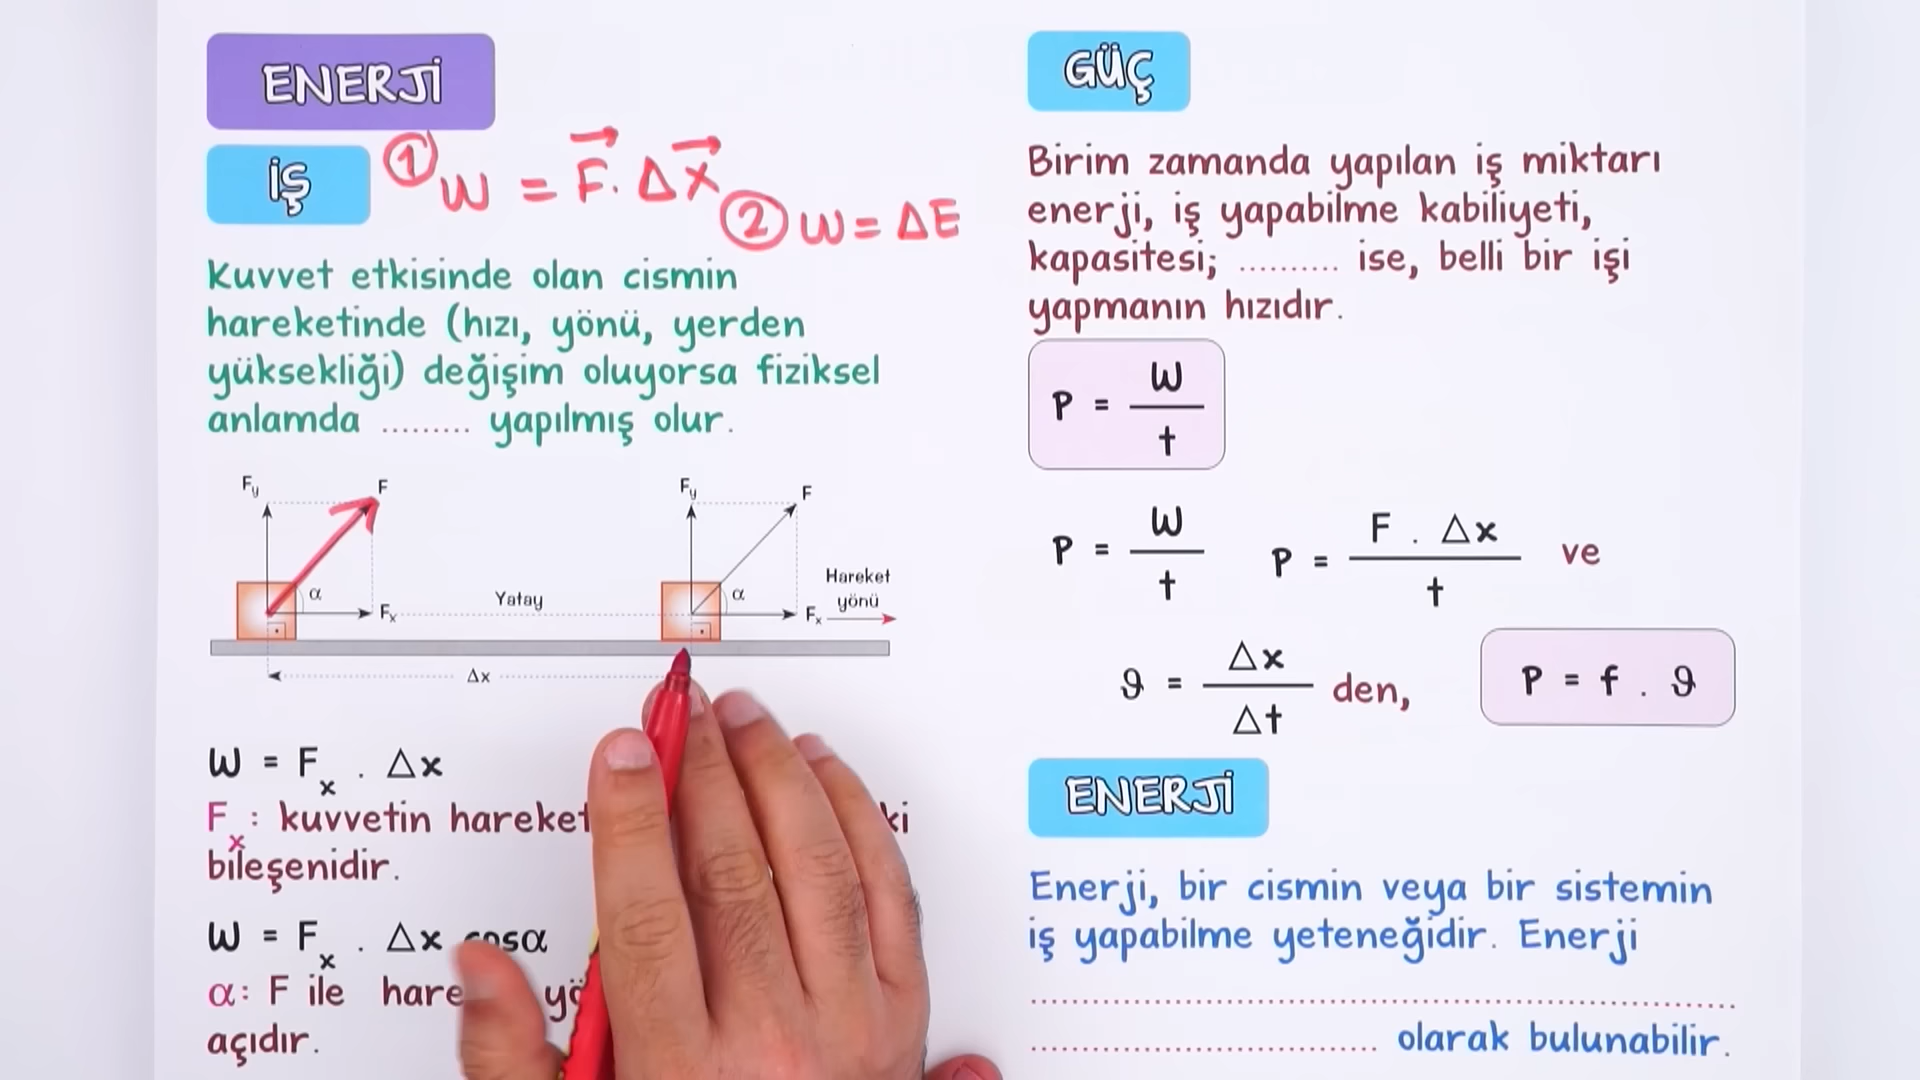 ENERJİ
İŞ
① W = F⃗ . Δx⃗
② W = ΔE
Kuvvet etkisinde olan cismin
hareketinde (hızı, yönü, yerden
yüksekliği) değişim oluyorsa fiziksel
anlamda ......... yapılmış olur.
Fy F Fy F
α Fx Yatay α Fx Hareket
yönü
Δx
W = Fx . Δx
Fx: kuvvetin hareket
bileşenidir.
W = Fx . Δx cosα
α: F ile
açıdır.
GÜÇ
Birim zamanda yapılan iş miktarı
enerji, iş yapabilme kabiliyeti,
kapasitesi; .......... ise, belli bir işi
yapmanın hızıdır.
P = W / t
P = W / t P = F . Δx / t ve
ϑ = Δx / Δt den, P = f . ϑ
ENERJİ
Enerji, bir cismin veya bir sistemin
iş yapabilme yeteneğidir. Enerji
..........................................................................
.................................... olarak bulunabilir.